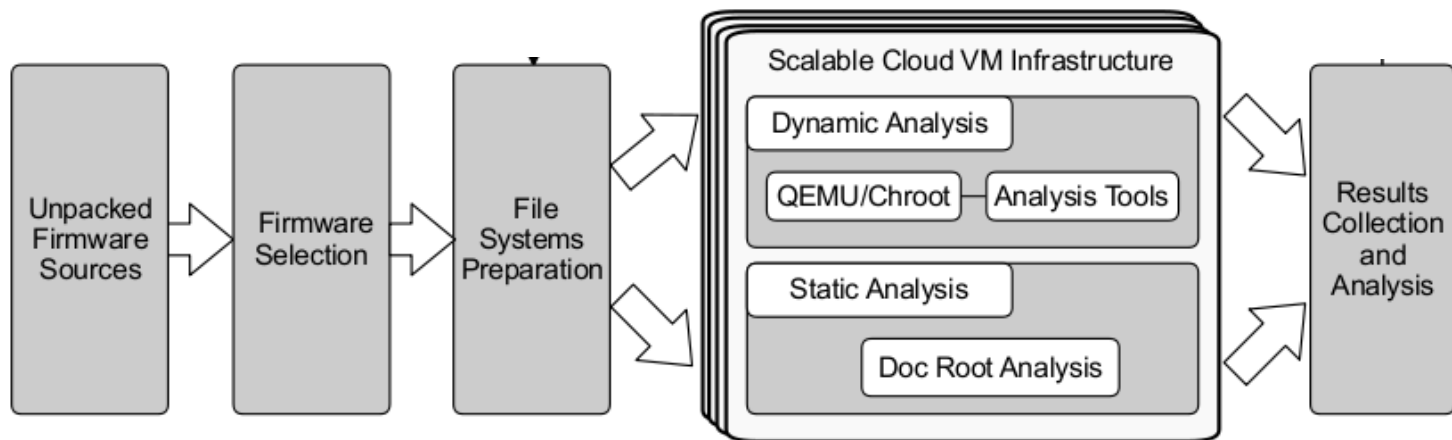 Unpacked
Firmware
Sources
Firmware
Selection
File
Systems
Preparation
Scalable Cloud VM Infrastructure
Dynamic Analysis
QEMU/Chroot
Analysis Tools
Static Analysis
Doc Root Analysis
Results
Collection
and
Analysis